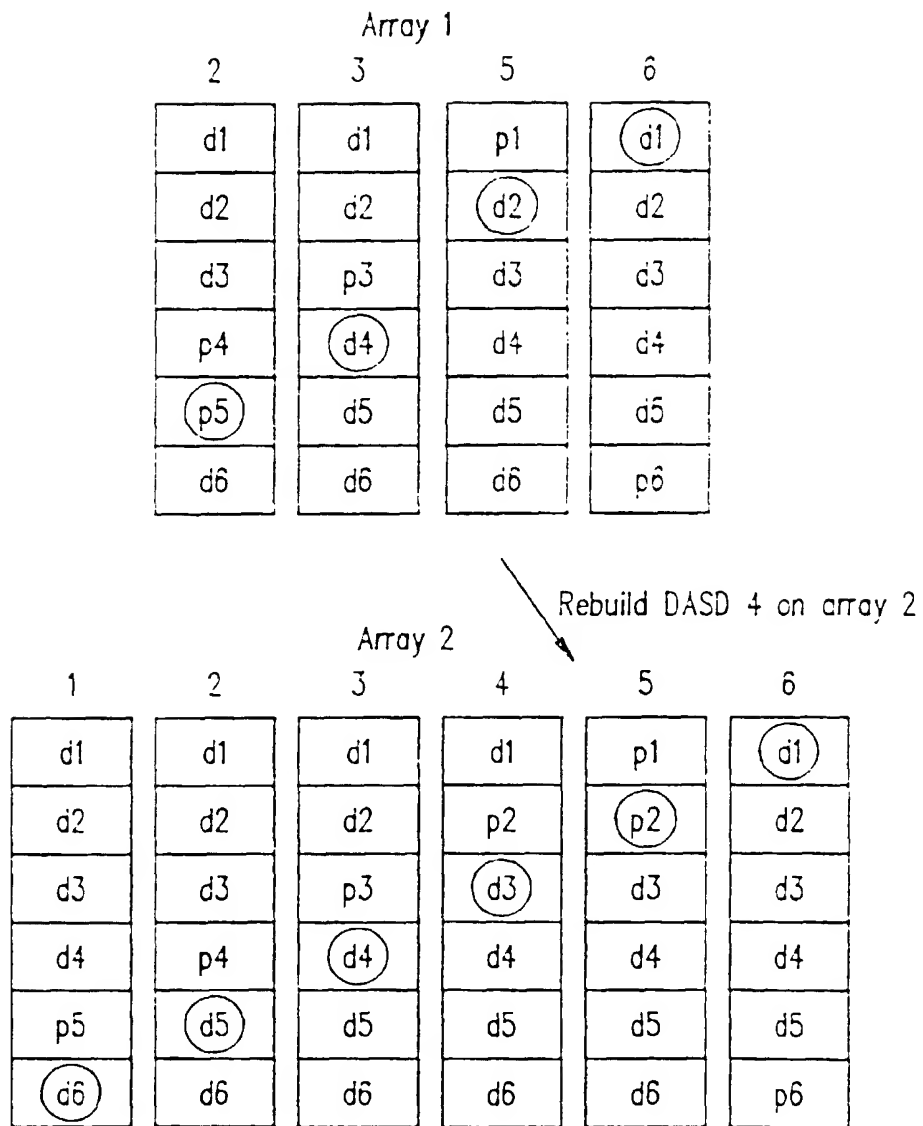 Array 1
2 3 5 6
d1 d1 p1 d1
d2 d2 d2 d2
d3 p3 d3 d3
p4 d4 d4 d4
p5 d5 d5 d5
d6 d6 d6 p6
Rebuild DASD 4 on array 2
Array 2
1 2 3 4 5 6
d1 d1 d1 d1 p1 d1
d2 d2 d2 p2 p2 d2
d3 d3 p3 d3 d3 d3
d4 p4 d4 d4 d4 d4
p5 d5 d5 d5 d5 d5
d6 d6 d6 d6 d6 p6